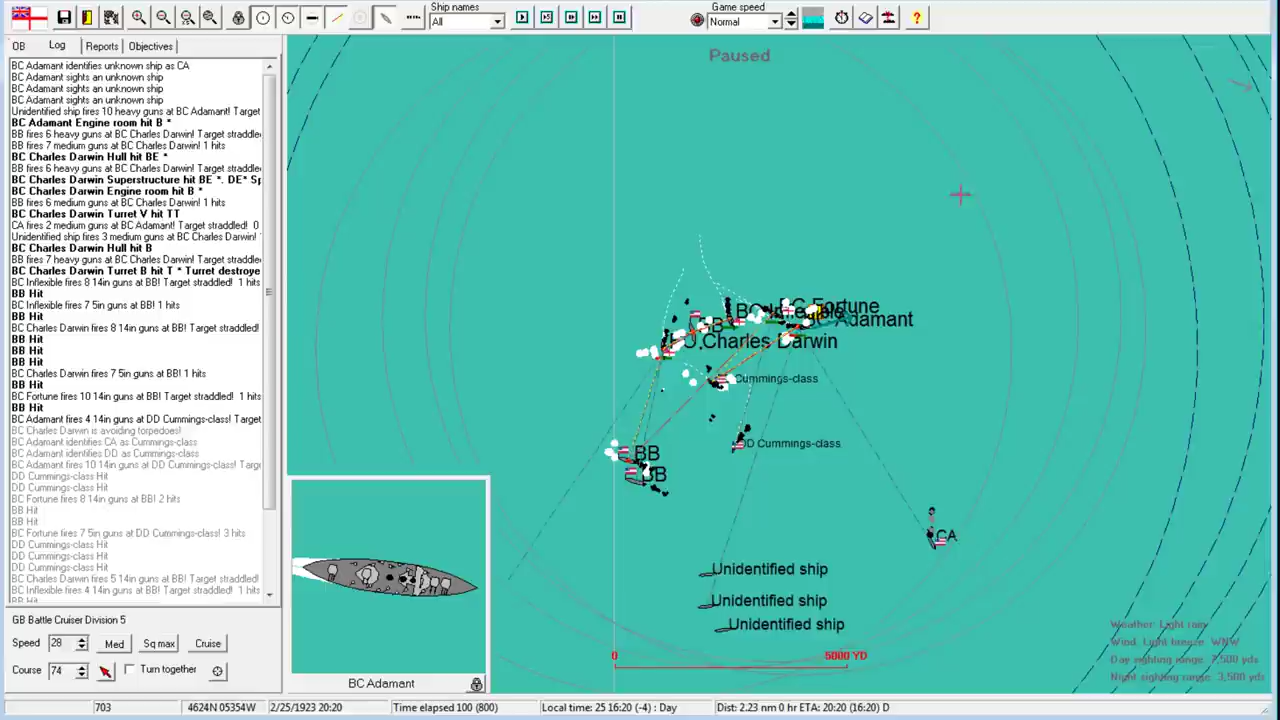 Ship names
All
Game speed
Normal
OB
Log
Reports
Objectives
BC Adamant identifies unknown ship as CA
BC Adamant sights an unknown ship
BC Adamant sights an unknown ship
BC Adamant sights an unknown ship
Unidentified ship fires 10 heavy guns at BC Adamant! Target
BC Adamant Engine room hit B *
BB fires 6 heavy guns at BC Charles Darwin! Target straddle
BB fires 7 medium guns at BC Charles Darwin! 1 hits
BC Charles Darwin Hull hit BE *
BB fires 6 heavy guns at BC Charles Darwin! Target straddle
BC Charles Darwin Superstructure hit BE *. DE* Sp
BC Charles Darwin Engine room hit B *
BB fires 6 medium guns at BC Charles Darwin! 1 hits
BC Charles Darwin Turret V hit TT
CA fires 2 medium guns at BC Adamant! Target straddled! 0
Unidentified ship fires 3 medium guns at BC Charles Darwin!
BC Charles Darwin Hull hit B
BB fires 7 heavy guns at BC Charles Darwin! Target straddle
BC Charles Darwin Turret B hit T * Turret destroye
BC Inflexible fires 8 14in guns at BB! Target straddled! 1 hits
BB Hit
BC Inflexible fires 7 5in guns at BB! 1 hits
BB Hit
BC Charles Darwin fires 8 14in guns at BB! Target straddled!
BB Hit
BB Hit
BB Hit
BC Charles Darwin fires 7 5in guns at BB! 1 hits
BB Hit
BC Fortune fires 10 14in guns at BB! Target straddled! 1 hits
BB Hit
BC Adamant fires 4 14in guns at DD Cummings-class! Target
BC Charles Darwin is avoiding torpedoes!
BC Adamant identifies CA as Cummings-class
BC Adamant identifies DD as Cummings-class
BC Adamant fires 10 14in guns at DD Cummings-class! Targe
DD Cummings-class Hit
DD Cummings-class Hit
BC Fortune fires 8 14in guns at BB! 2 hits
BB Hit
BB Hit
BC Fortune fires 7 5in guns at DD Cummings-class! 3 hits
DD Cummings-class Hit
DD Cummings-class Hit
DD Cummings-class Hit
BC Charles Darwin fires 5 14in guns at BB! Target straddled!
BC Inflexible fires 4 14in guns at BB! Target straddled! 1 hits
BB Hit
GB Battle Cruiser Division 5
Speed
28
Med
Sq max
Cruise
Course
74
Turn together
Paused
BC Fortune
BC Inflexible
BC Adamant
BB
Charles Darwin
Cummings-class
DD Cummings-class
BB
BB
CA
Unidentified ship
Unidentified ship
Unidentified ship
0
5000 YD
Weather: Light rain
Wind: Light breeze WNW
Day sighting range: 7,500 yds
Night sighting range: 3,500 yds
BC Adamant
703
4624N 05354W
2/25/1923 20:20
Time elapsed 100 (800)
Local time: 25 16:20 (-4) : Day
Dist: 2.23 nm 0 hr ETA: 20:20 (16:20) D